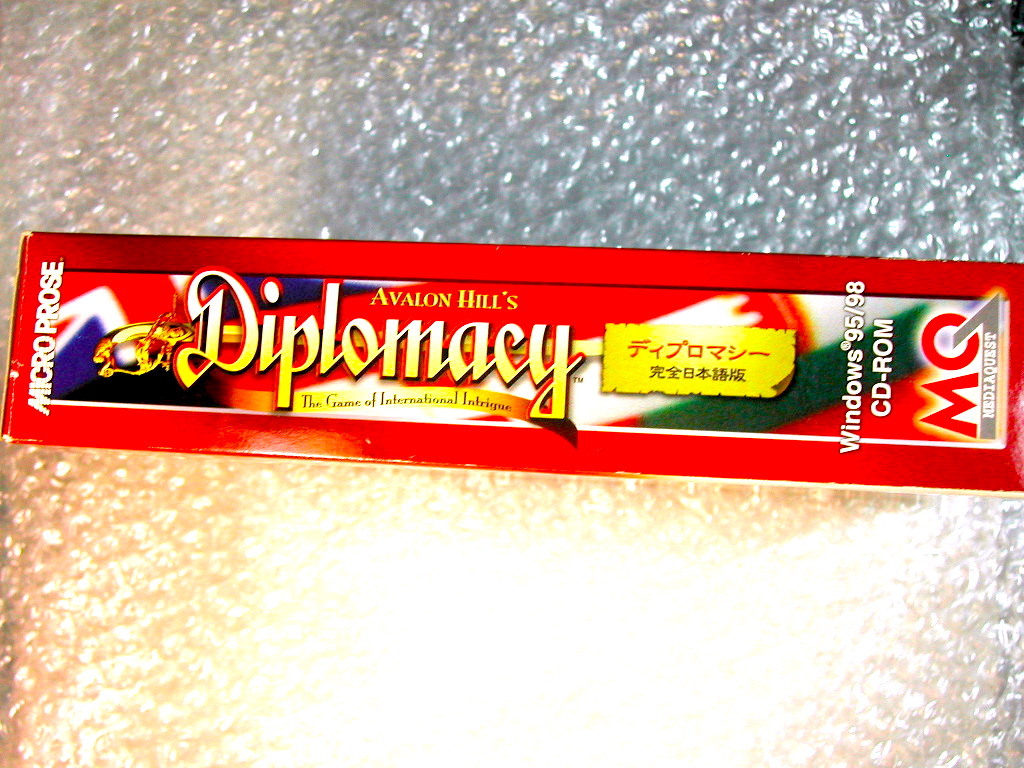 MICROPROSE
AVALON HILL'S
Diplomacy™
The Game of International Intrigue
ディプロマシー
完全日本語版
Windows®95/98
CD-ROM
MQ
MEDIAQUEST